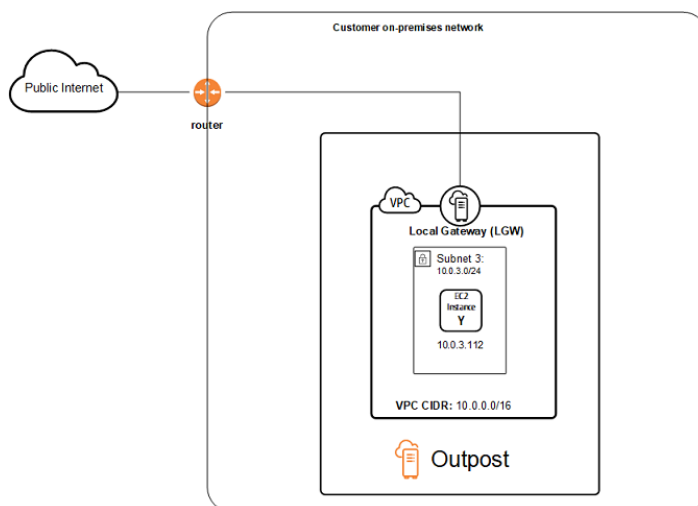 Customer on-premises network
Public Internet
router
VPC
Local Gateway (LGW)
Subnet 3:
10.0.3.0/24
EC2
Instance
Y
10.0.3.112
VPC CIDR: 10.0.0.0/16
Outpost